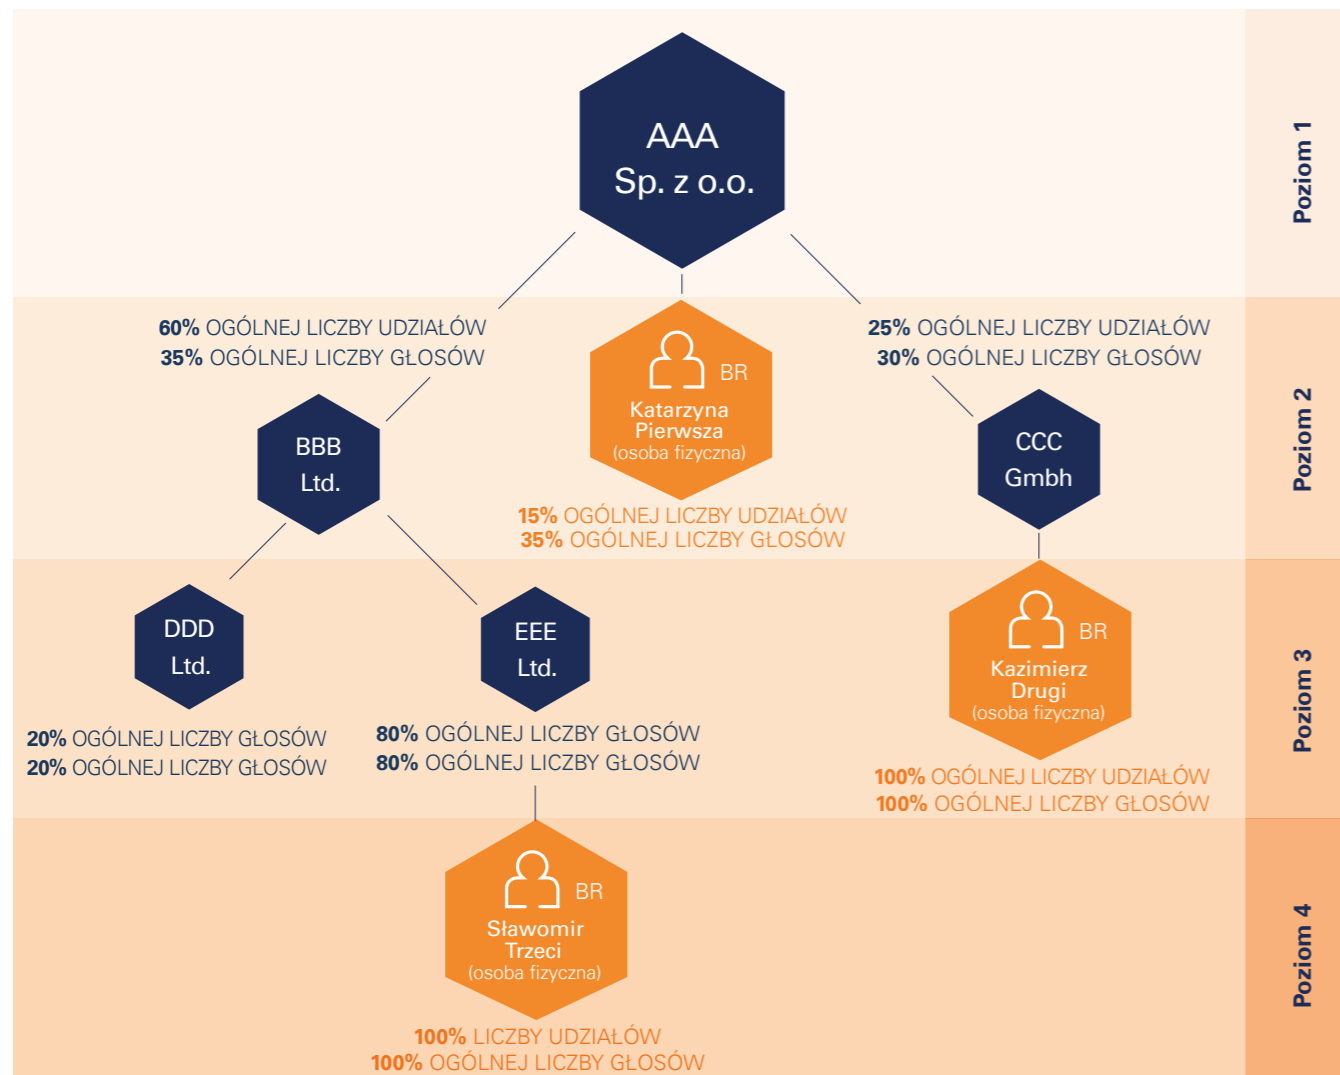 AAA
Sp. z o.o.
Poziom 1
60% OGÓLNEJ LICZBY UDZIAŁÓW
35% OGÓLNEJ LICZBY GŁOSÓW
BR
Katarzyna
Pierwsza
(osoba fizyczna)
25% OGÓLNEJ LICZBY UDZIAŁÓW
30% OGÓLNEJ LICZBY GŁOSÓW
BBB
Ltd.
CCC
Gmbh
15% OGÓLNEJ LICZBY UDZIAŁÓW
35% OGÓLNEJ LICZBY GŁOSÓW
Poziom 2
DDD
Ltd.
EEE
Ltd.
BR
Kazimierz
Drugi
(osoba fizyczna)
20% OGÓLNEJ LICZBY GŁOSÓW
20% OGÓLNEJ LICZBY GŁOSÓW
80% OGÓLNEJ LICZBY GŁOSÓW
80% OGÓLNEJ LICZBY GŁOSÓW
100% OGÓLNEJ LICZBY UDZIAŁÓW
100% OGÓLNEJ LICZBY GŁOSÓW
Poziom 3
BR
Sławomir
Trzeci
(osoba fizyczna)
100% LICZBY UDZIAŁÓW
100% OGÓLNEJ LICZBY GŁOSÓW
Poziom 4